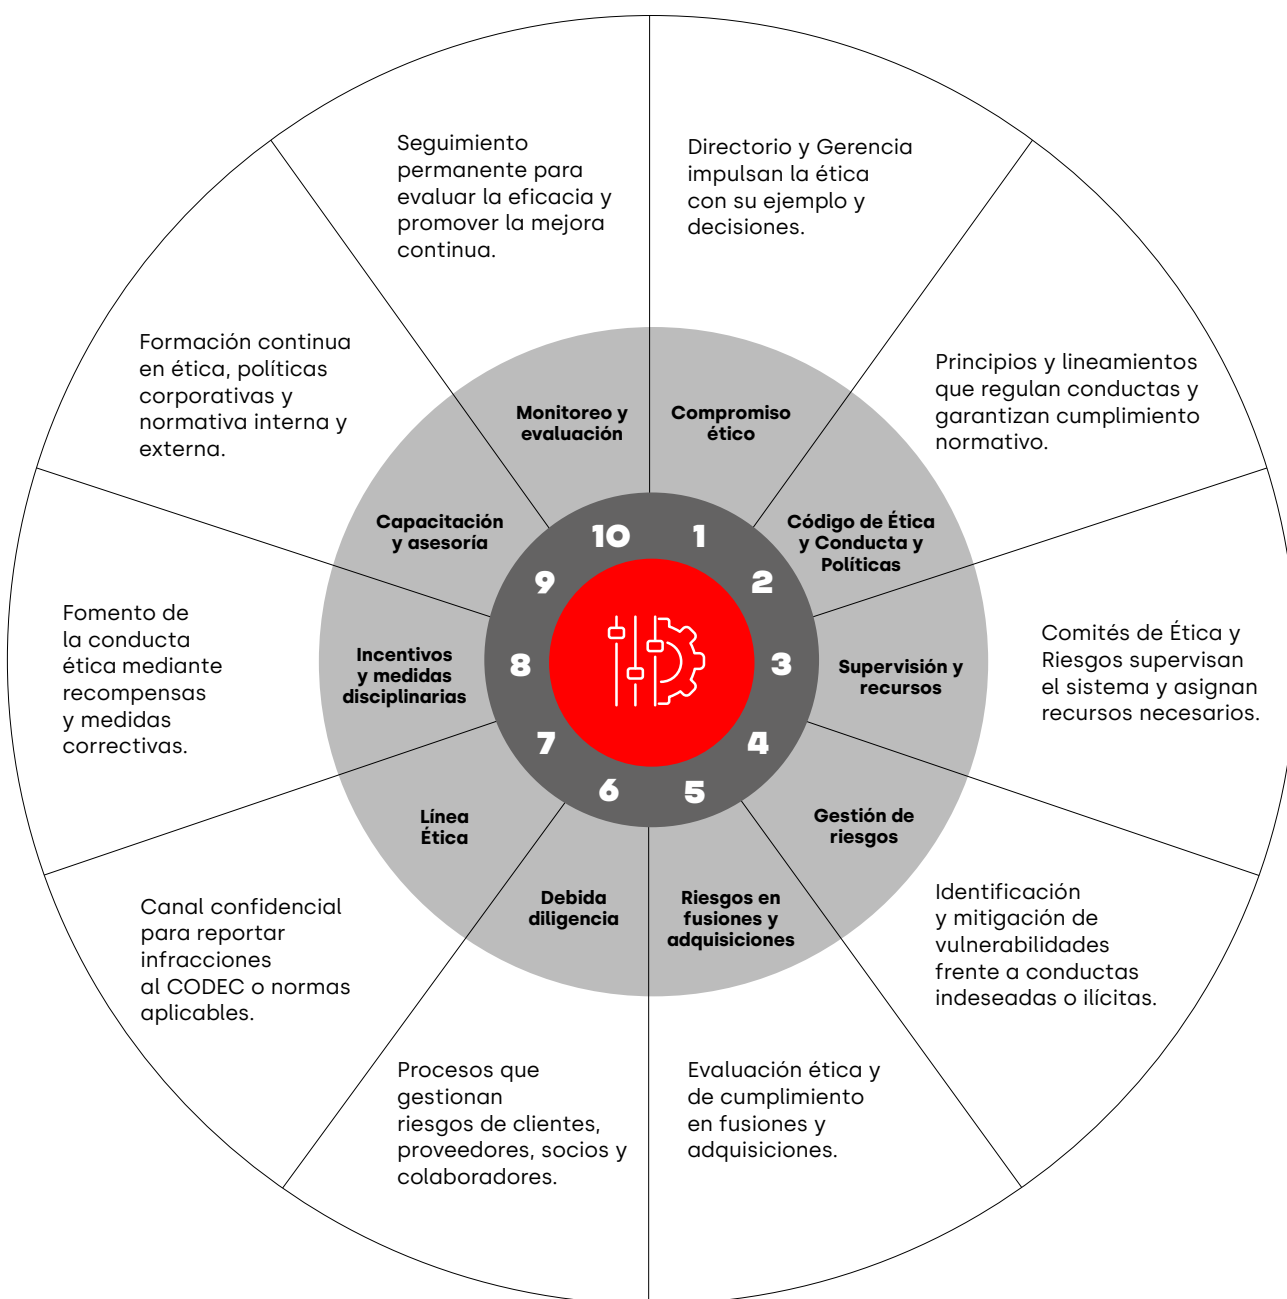 1
Compromiso
ético
Directorio y Gerencia
impulsan la ética
con su ejemplo y
decisiones.
2
Código de Ética
y Conducta y
Políticas
Principios y lineamientos
que regulan conductas y
garantizan cumplimiento
normativo.
3
Supervisión y
recursos
Comités de Ética y
Riesgos supervisan
el sistema y asignan
recursos necesarios.
4
Gestión de
riesgos
Identificación
y mitigación de
vulnerabilidades
frente a conductas
indeseadas o ilícitas.
5
Riesgos en
fusiones y
adquisiciones
Evaluación ética y
de cumplimiento
en fusiones y
adquisiciones.
6
Debida
diligencia
Procesos que
gestionan
riesgos de clientes,
proveedores, socios y
colaboradores.
7
Línea
Ética
Canal confidencial
para reportar
infracciones
al CODEC o normas
aplicables.
8
Incentivos
y medidas
disciplinarias
Fomento de
la conducta
ética mediante
recompensas
y medidas
correctivas.
9
Capacitación
y asesoría
Formación continua
en ética, políticas
corporativas y
normativa interna y
externa.
10
Monitoreo y
evaluación
Seguimiento
permanente para
evaluar la eficacia y
promover la mejora
continua.